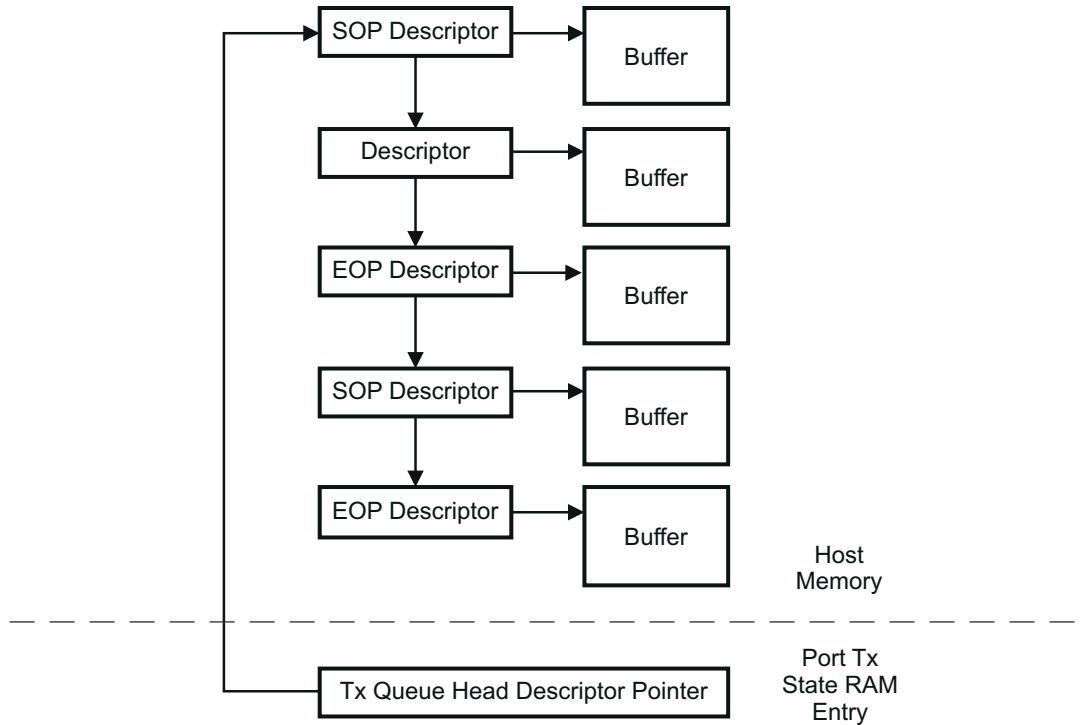 SOP Descriptor
Buffer
Descriptor
Buffer
EOP Descriptor
Buffer
SOP Descriptor
Buffer
EOP Descriptor
Buffer
Host
Memory
Port Tx
State RAM
Entry
Tx Queue Head Descriptor Pointer